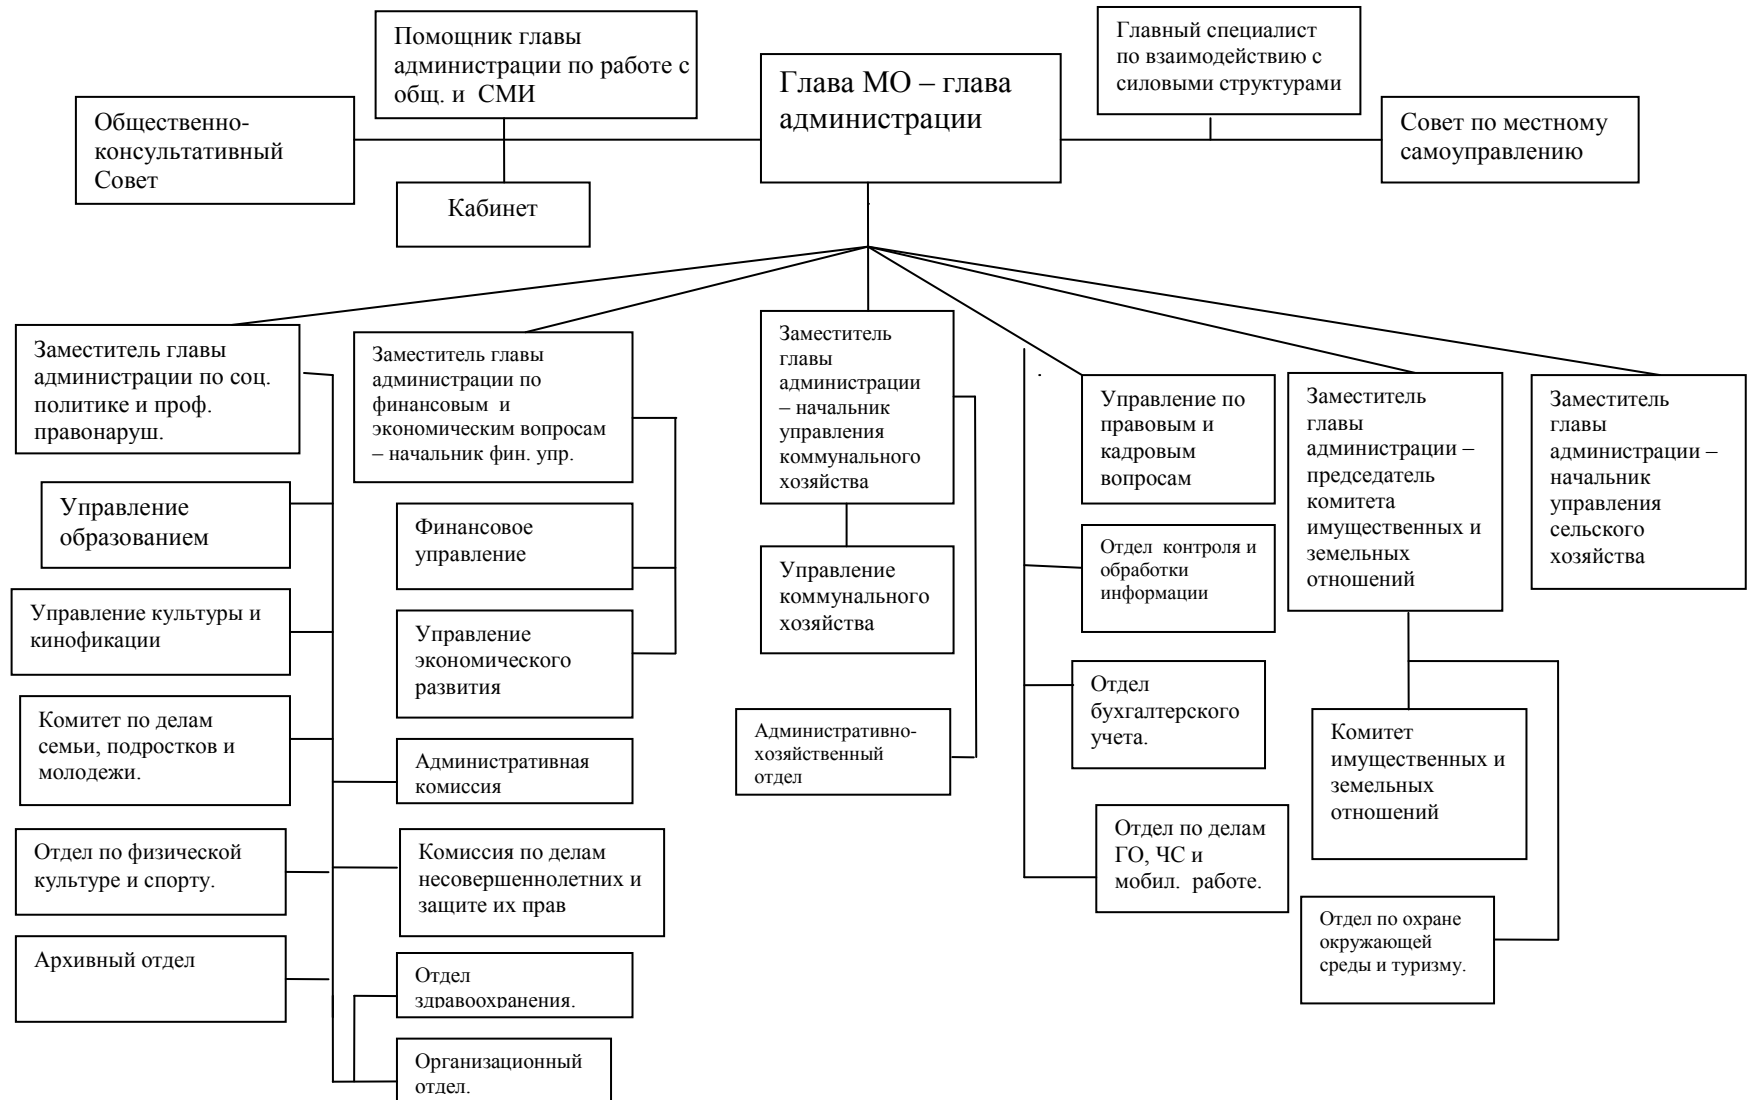 Помощник главы
администрации по работе с
общ. и СМИ
Главный специалист
по взаимодействию с
силовыми структурами
Глава МО – глава
администрации
Общественно-
консультативный
Совет
Совет по местному
самоуправлению
Кабинет
Заместитель главы
администрации по соц.
политике и проф.
правонаруш.
Заместитель главы
администрации по
финансовым и
экономическим вопросам
– начальник фин. упр.
Заместитель
главы
администрации
– начальник
управления
коммунального
хозяйства
Управление по
правовым и
кадровым
вопросам
Заместитель
главы
администрации –
председатель
комитета
имущественных и
земельных
отношений
Заместитель
главы
администрации –
начальник
управления
сельского
хозяйства
Управление
образованием
Финансовое
управление
Управление
коммунального
хозяйства
Отдел контроля и
обработки
информации
Управление культуры и
кинофикации
Управление
экономического
развития
Отдел
бухгалтерского
учета.
Комитет по делам
семьи, подростков и
молодежи.
Административная
комиссия
Административно-
хозяйственный
отдел
Комитет
имущественных и
земельных
отношений
Отдел по физической
культуре и спорту.
Комиссия по делам
несовершеннолетних и
защите их прав
Отдел по делам
ГО, ЧС и
мобил. работе.
Отдел по охране
окружающей
среды и туризму.
Архивный отдел
Отдел
здравоохранения.
Организационный
отдел.